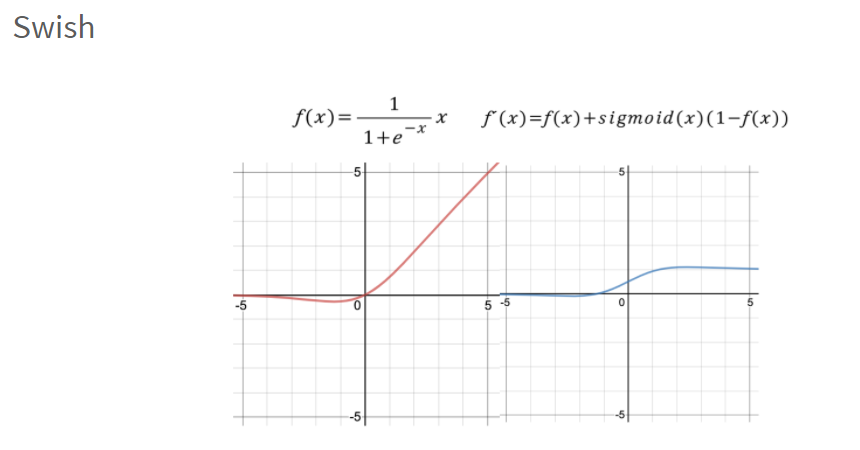 Swish
f(x)= 1/(1+e^−x) x f′(x)=f(x)+sigmoid(x)(1−f(x))
5 5
-5 0 5 -5 0 5
-5 -5